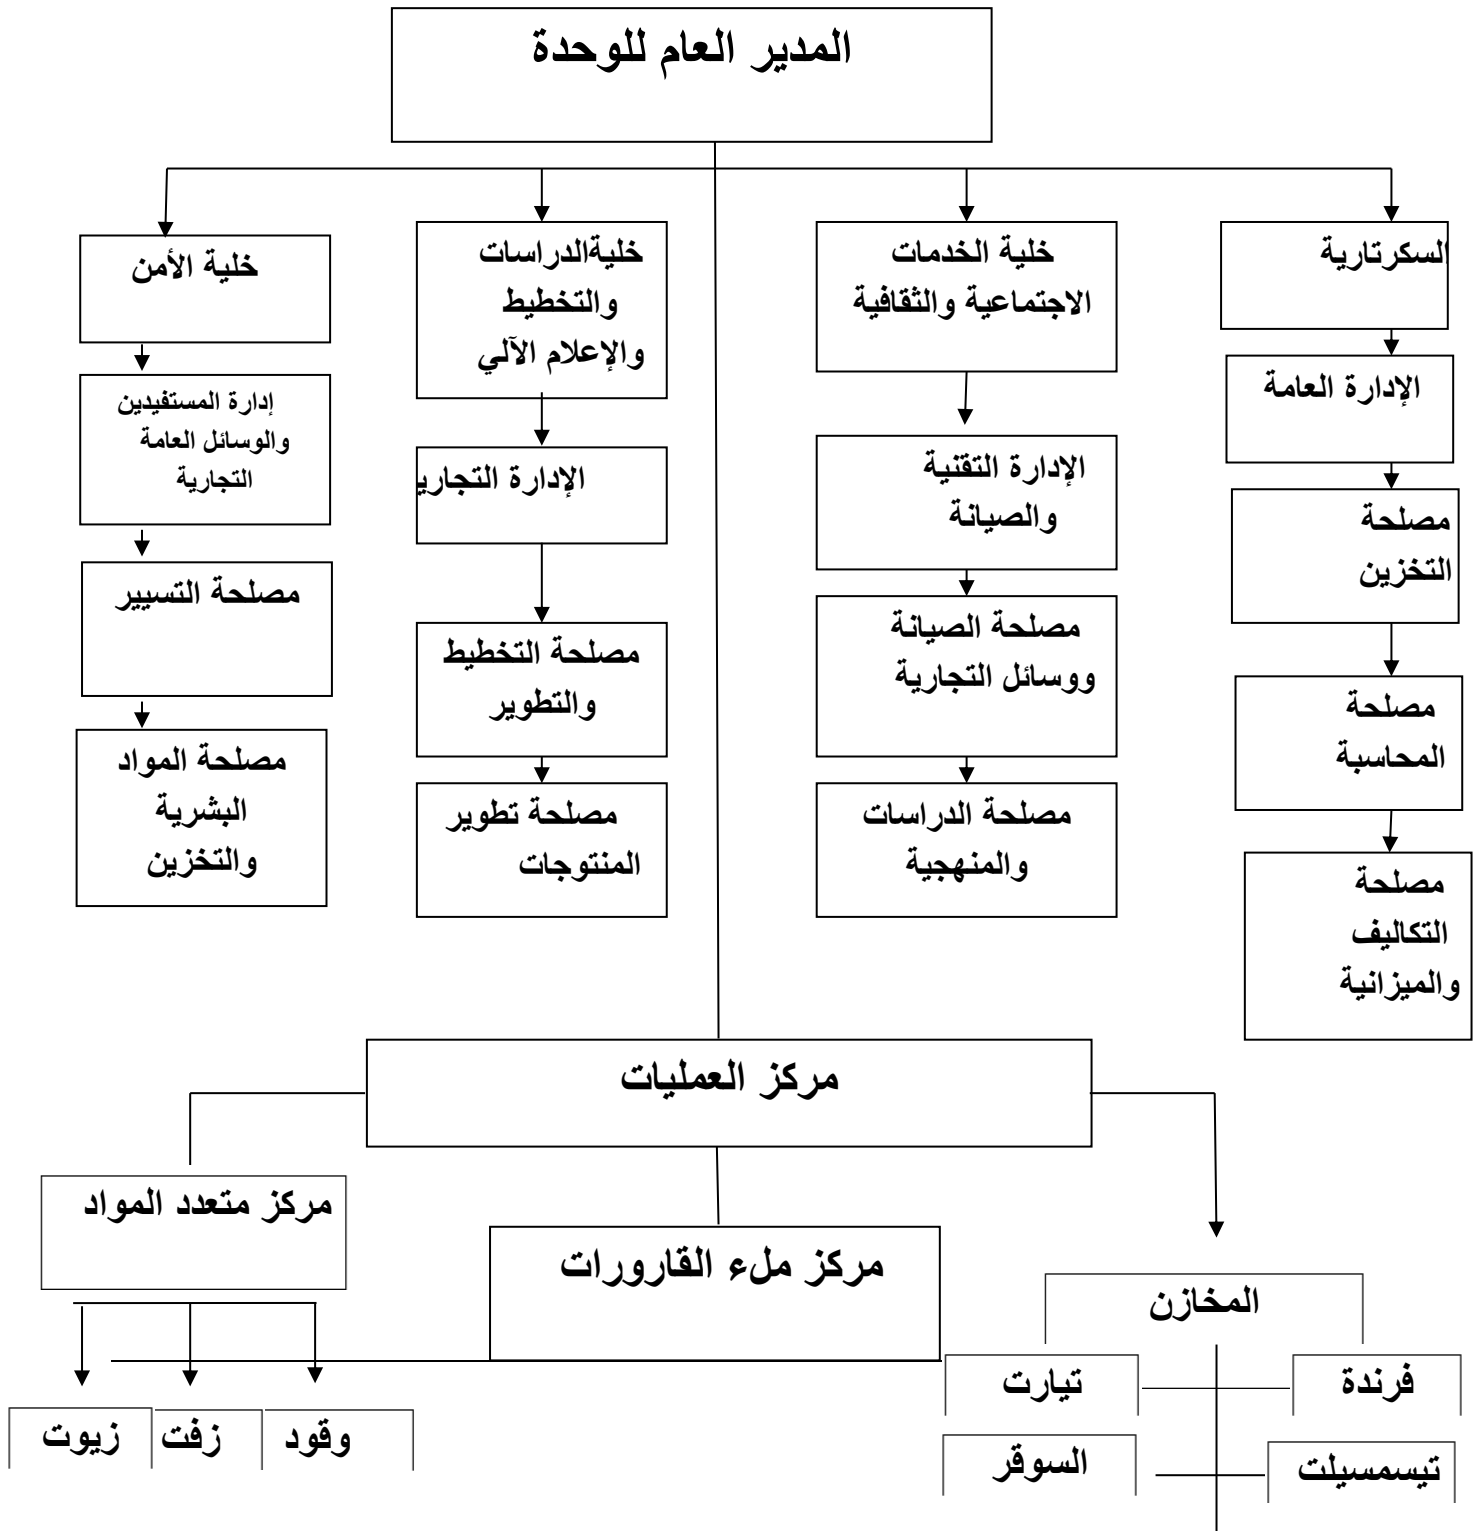 المدير العام للوحدة
السكرتارية
الإدارة العامة
مصلحة
التخزين
مصلحة
المحاسبة
مصلحة
التكاليف
والميزانية
خلية الخدمات
الاجتماعية والثقافية
الإدارة التقنية
والصيانة
مصلحة الصيانة
ووسائل التجارية
مصلحة الدراسات
والمنهجية
خليةالدراسات
والتخطيط
والإعلام الآلي
الإدارة التجاري
مصلحة التخطيط
والتطوير
مصلحة تطوير
المنتوجات
خلية الأمن
إدارة المستفيدين
والوسائل العامة
التجارية
مصلحة التسيير
مصلحة المواد
البشرية
والتخزين
مركز العمليات
مركز متعدد المواد
مركز ملء القارورات
المخازن
فرندة
تيارت
تيسمسيلت
السوقر
وقود
زفت
زيوت